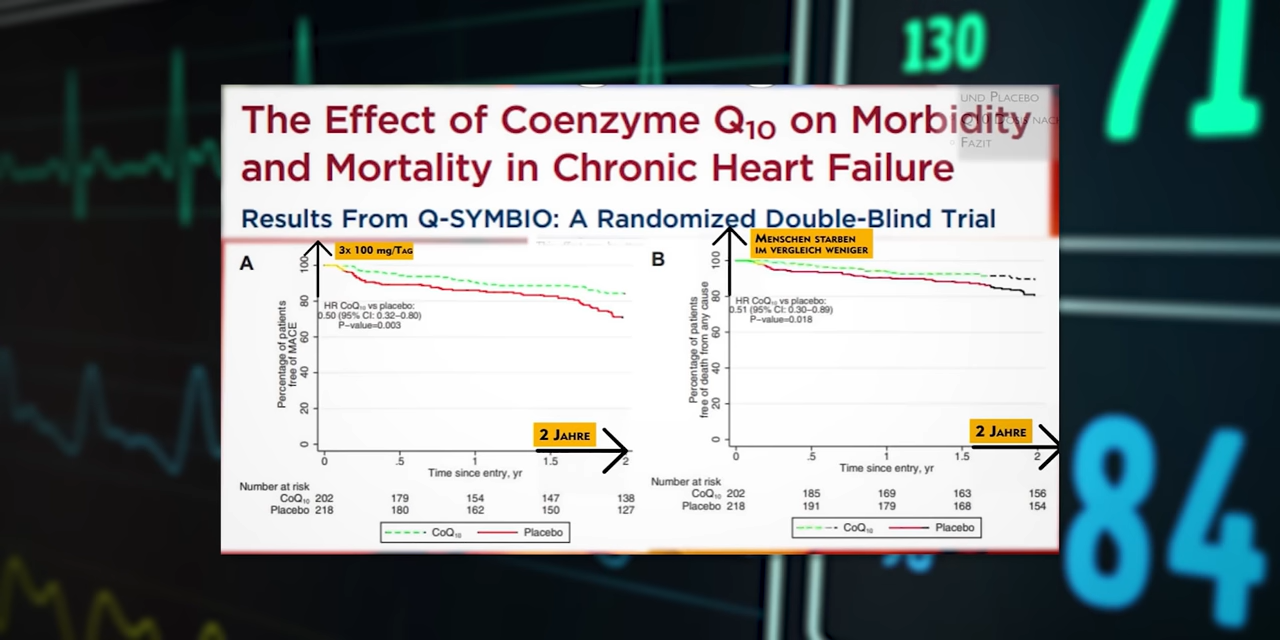 130
71
UND PLACEBO
Q10 DOSIS NACH
FAZIT
The Effect of Coenzyme Q10 on Morbidity
and Mortality in Chronic Heart Failure
Results From Q-SYMBIO: A Randomized Double-Blind Trial
A
3X 100 MG/TAG
Percentage of patients
free of MACE
100
80
60
40
20
0
HR CoQ10 vs placebo:
0.50 (95% CI: 0.32–0.80)
P-value=0.003
2 JAHRE
0 .5 1 1.5 2
Time since entry, yr
Number at risk
CoQ10 202 179 154 147 138
Placebo 218 180 162 150 127
CoQ10 Placebo
B
MENSCHEN STARBEN
IM VERGLEICH WENIGER
Percentage of patients
free of death from any cause
100
80
60
40
20
0
HR CoQ10 vs placebo:
0.51 (95% CI: 0.30–0.89)
P-value=0.018
2 JAHRE
0 .5 1 1.5 2
Time since entry, yr
Number at risk
CoQ10 202 185 169 163 156
Placebo 218 191 179 168 154
CoQ10 Placebo
84